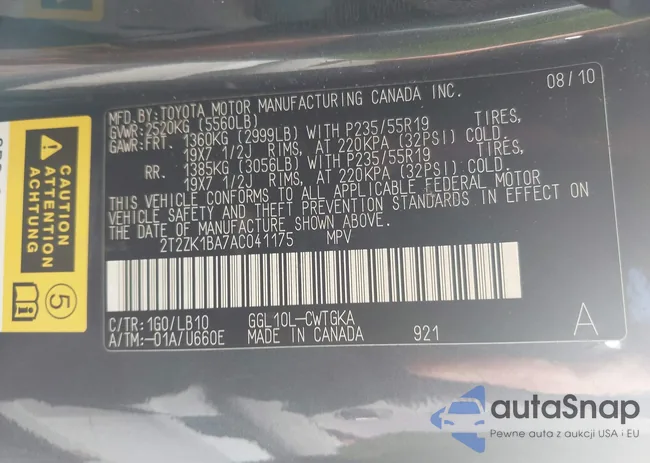 08/10
MFD.BY:TOYOTA MOTOR MANUFACTURING CANADA INC.
GVWR:2520KG (5560LB)
GAWR:FRT. 1360KG (2999LB) WITH P235/55R19 TIRES,
19X7 1/2J RIMS, AT 220KPA (32PSI) COLD.
RR. 1385KG (3056LB) WITH P235/55R19 TIRES,
19X7 1/2J RIMS, AT 220KPA (32PSI) COLD.
THIS VEHICLE CONFORMS TO ALL APPLICABLE FEDERAL MOTOR
VEHICLE SAFETY AND THEFT PREVENTION STANDARDS IN EFFECT ON
THE DATE OF MANUFACTURE SHOWN ABOVE.
2T2ZK1BA7AC041175 MPV
C/TR:1G0/LB10 GGL10L-CWTGKA
A/TM:-01A/U660E MADE IN CANADA 921 A
CAUTION
ATTENTION
ACHTUNG
5
autaSnap
Pewne auta z aukcji USA i EU